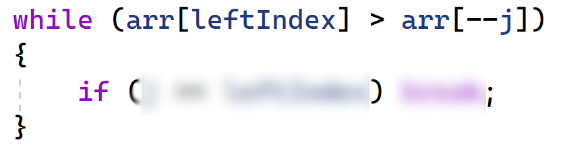 while (arr[leftIndex] > arr[--j])
{
if ( ) ;
}